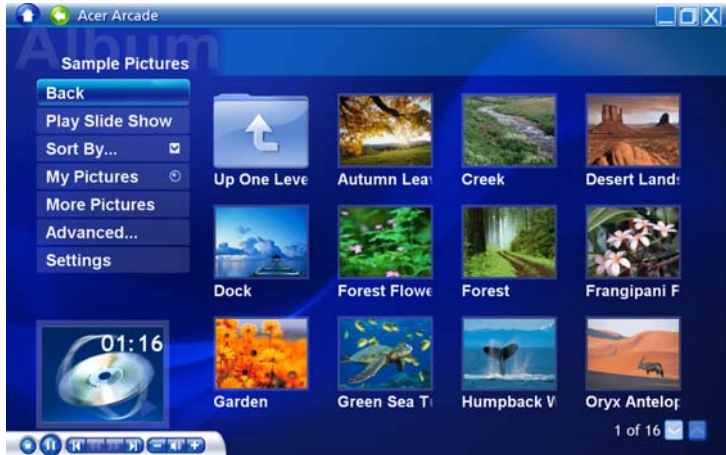 Acer Arcade
Album
Sample Pictures
Back
Play Slide Show
Sort By...
My Pictures
More Pictures
Advanced...
Settings
Up One Leve
Autumn Lea
Creek
Desert Lands
Dock
Forest Flowe
Forest
Frangipani F
Garden
Green Sea T
Humpback W
Oryx Antelop
01:16
1 of 16